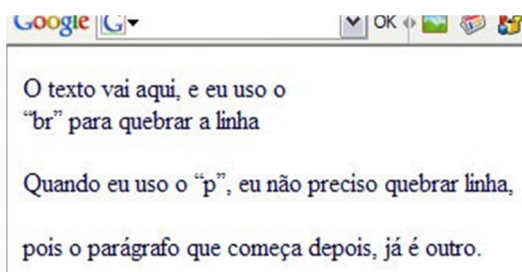 Google G OK
O texto vai aqui, e eu uso o
“br” para quebrar a linha
Quando eu uso o “p”, eu não preciso quebrar linha,
pois o parágrafo que começa depois, já é outro.